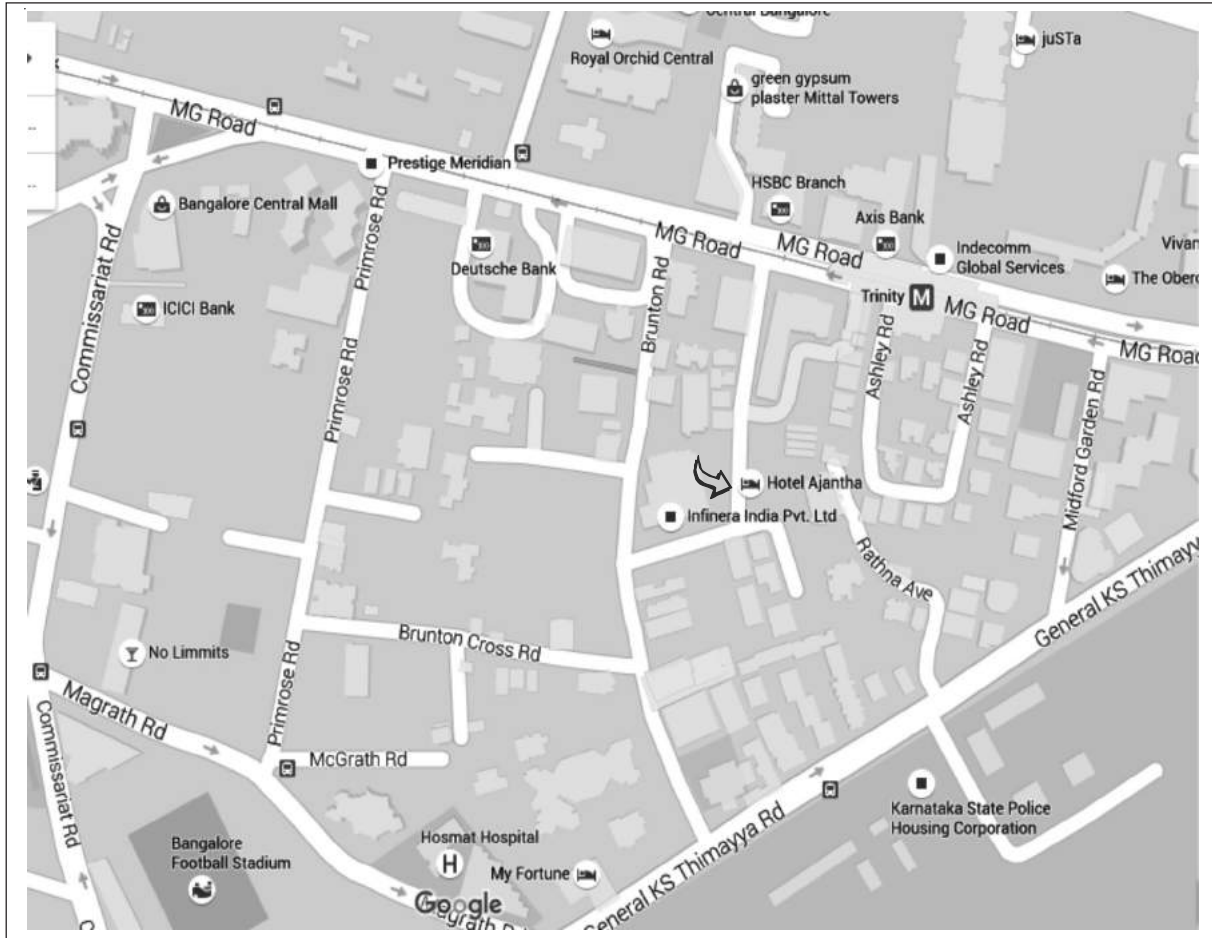 Central Bangalore
Royal Orchid Central
juSTa
green gypsum
plaster Mittal Towers
MG Road
Prestige Meridian
HSBC Branch
Bangalore Central Mall
Primrose Rd
Commissariat Rd
Deutsche Bank
MG Road
MG Road
Axis Bank
Indecomm
Global Services
Vivan
The Obero
Trinity
M
MG Road
MG Road
ICICI Bank
Brunton Rd
Ashley Rd
Ashley Rd
Midford Garden Rd
Primrose Rd
Hotel Ajantha
Infinera India Pvt. Ltd
Rathna Ave
General KS Thimayy
Brunton Cross Rd
No Limmits
Primrose Rd
Magrath Rd
Commissariat Rd
McGrath Rd
Karnataka State Police
Housing Corporation
Bangalore
Football Stadium
Hosmat Hospital
H
My Fortune
General KS Thimayya Rd
Google
Magrath R